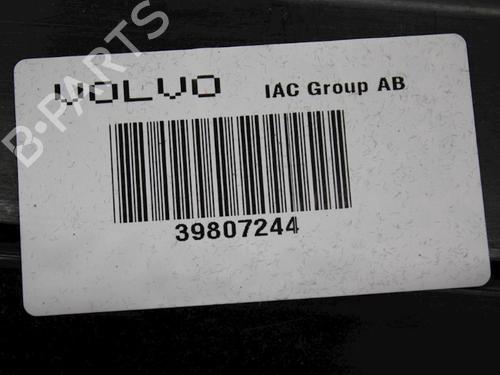 B-PARTS
VOLVO IAC Group AB
39807244